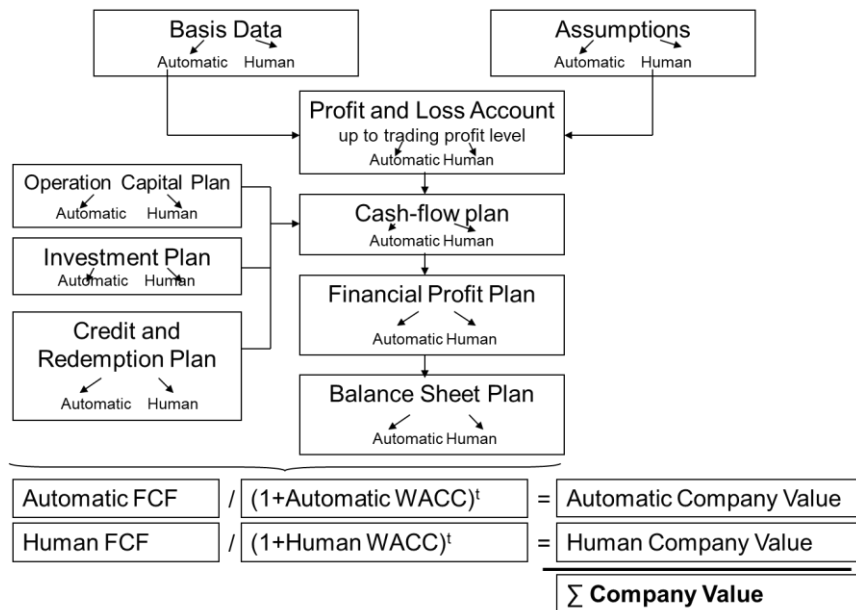 Basis Data
Automatic Human
Assumptions
Automatic Human
Profit and Loss Account
up to trading profit level
Automatic Human
Operation Capital Plan
Automatic Human
Cash-flow plan
Automatic Human
Investment Plan
Automatic Human
Financial Profit Plan
Automatic Human
Credit and
Redemption Plan
Automatic Human
Balance Sheet Plan
Automatic Human
Automatic FCF / (1+Automatic WACC)ᵗ = Automatic Company Value
Human FCF / (1+Human WACC)ᵗ = Human Company Value
∑ Company Value